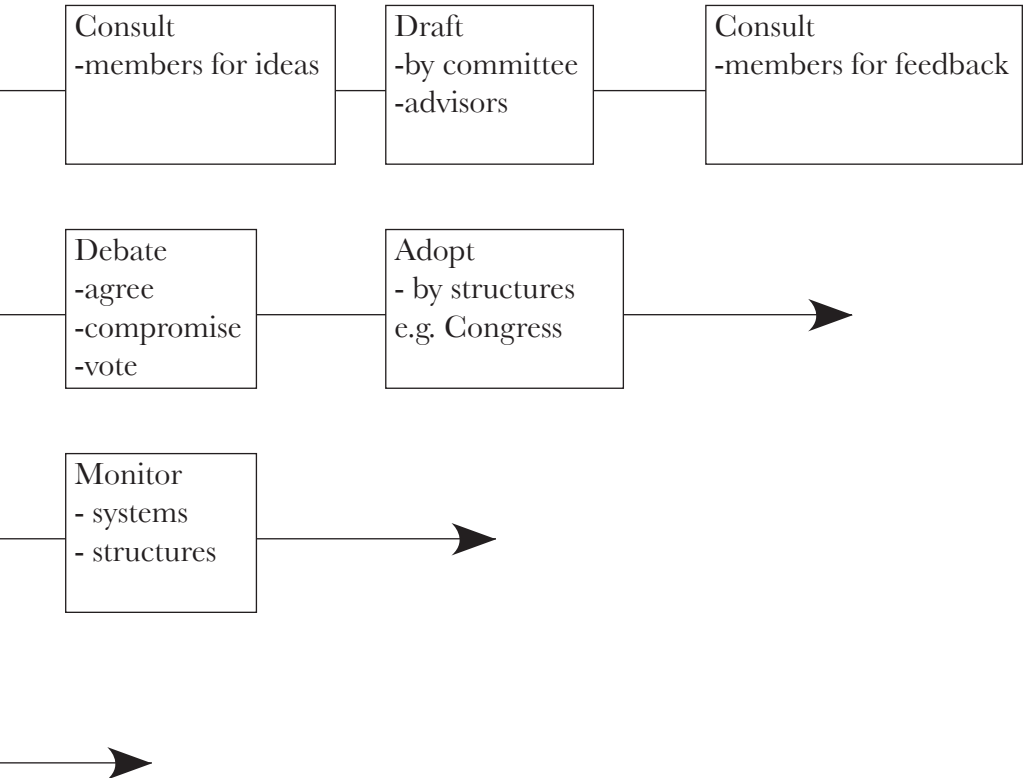 Consult
-members for ideas
Draft
-by committee
-advisors
Consult
-members for feedback
Debate
-agree
-compromise
-vote
Adopt
- by structures
e.g. Congress
Monitor
- systems
- structures